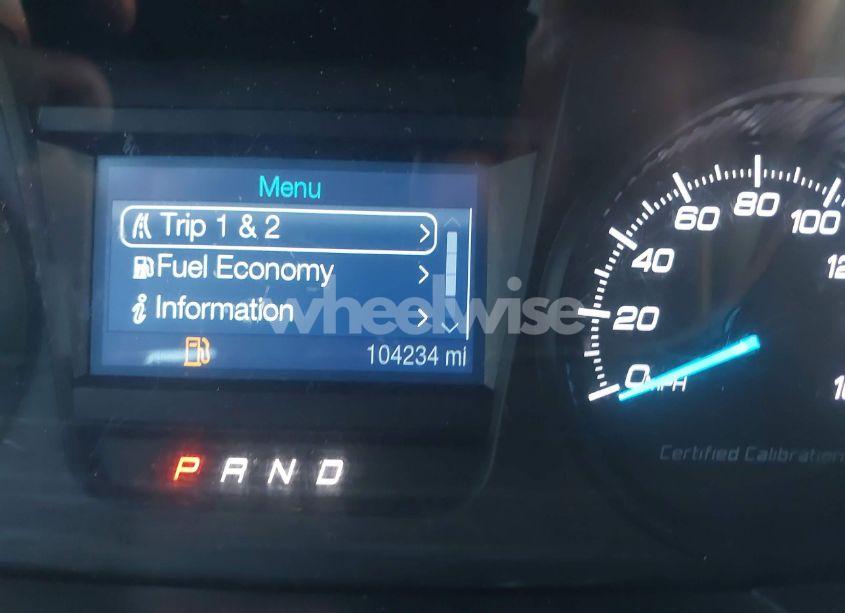 Menu
Trip 1 & 2
Fuel Economy
Information
wheelwise
104234 mi
P R N D
0 MPH
20
40
60
80
100
Certified Calibration